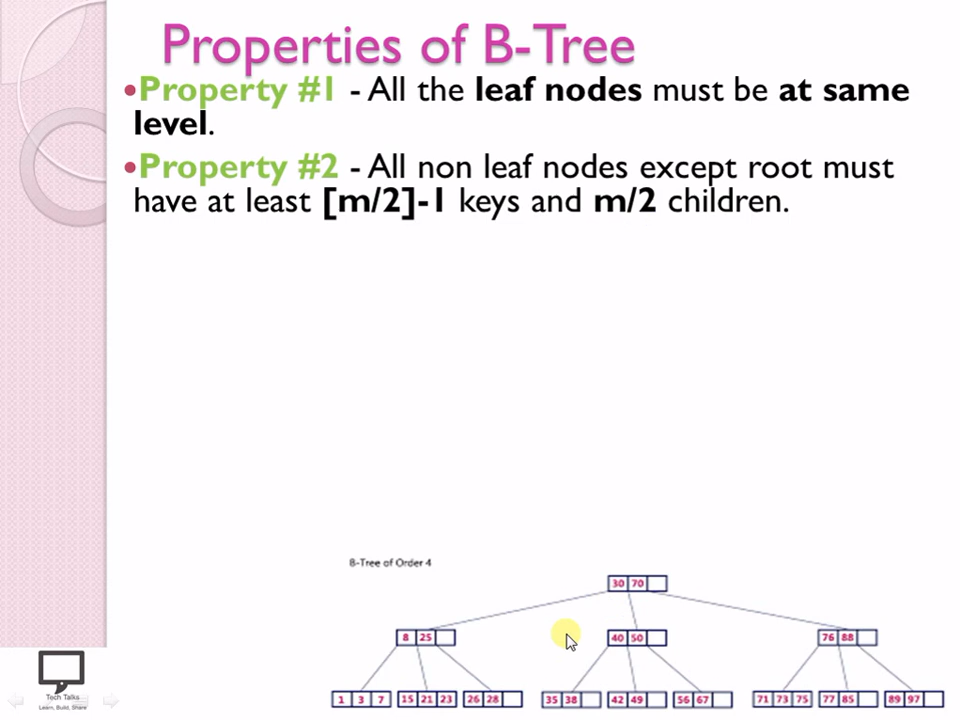 Properties of B-Tree
•Property #1 - All the leaf nodes must be at same
level.
•Property #2 - All non leaf nodes except root must
have at least [m/2]-1 keys and m/2 children.
B-Tree of Order 4
30 70
8 25
40 50
76 88
1 3 7
15 21 23
26 28
35 38
42 49
56 67
71 73 75
77 85
89 97
Tech Talks
Learn, Build, Share